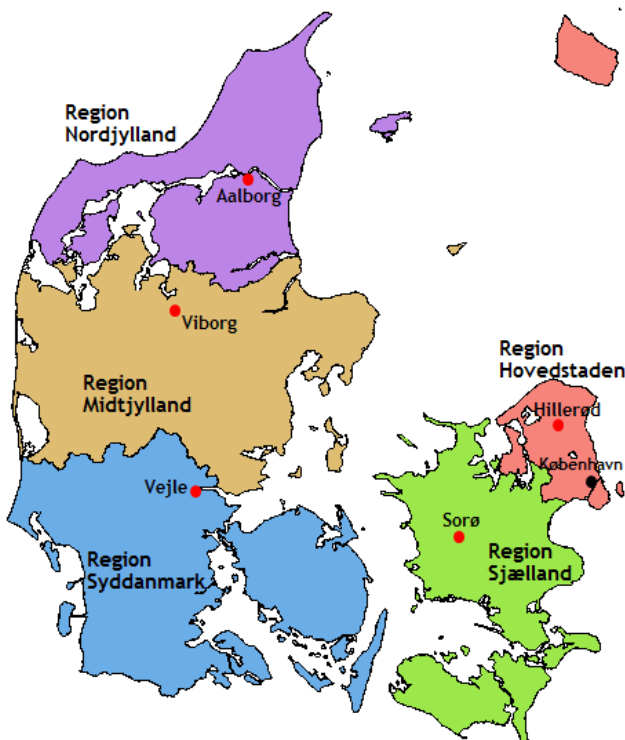 Region
Nordjylland
Aalborg
Viborg
Region
Hovedstaden
Region
Midtjylland
Hillerød
København
Vejle
Sorø
Region
Sjælland
Region
Syddanmark